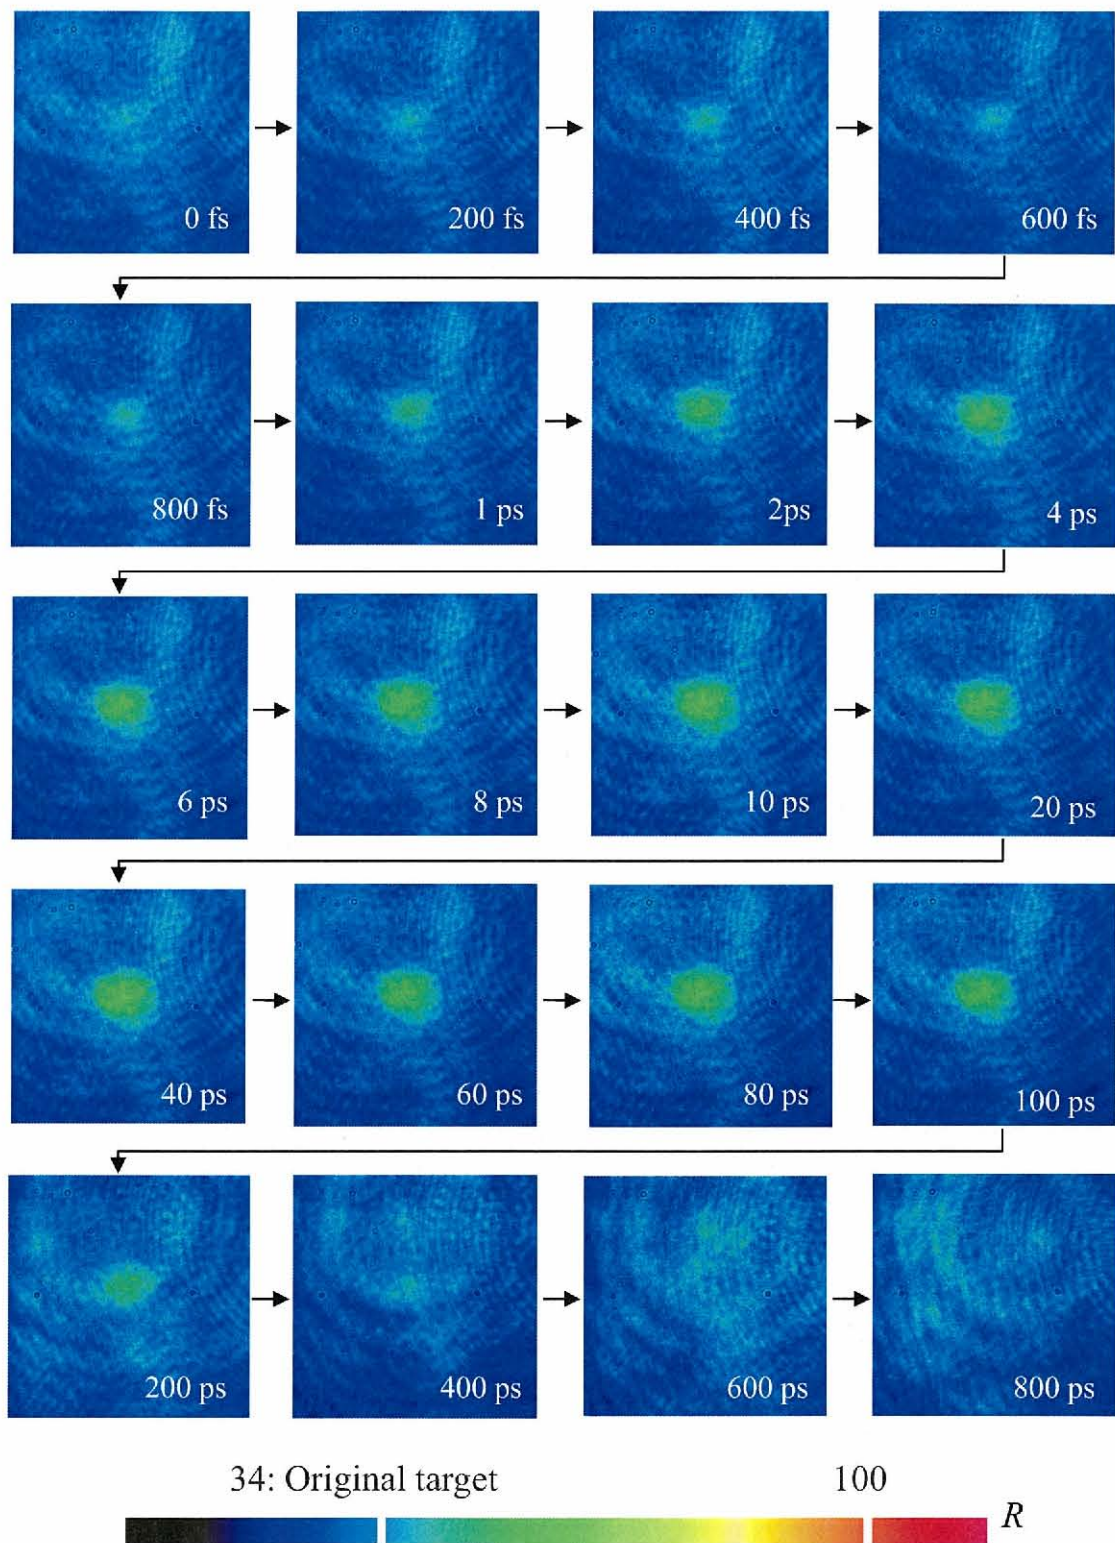 0 fs
200 fs
400 fs
600 fs
800 fs
1 ps
2ps
4 ps
6 ps
8 ps
10 ps
20 ps
40 ps
60 ps
80 ps
100 ps
200 ps
400 ps
600 ps
800 ps
34: Original target
100
R